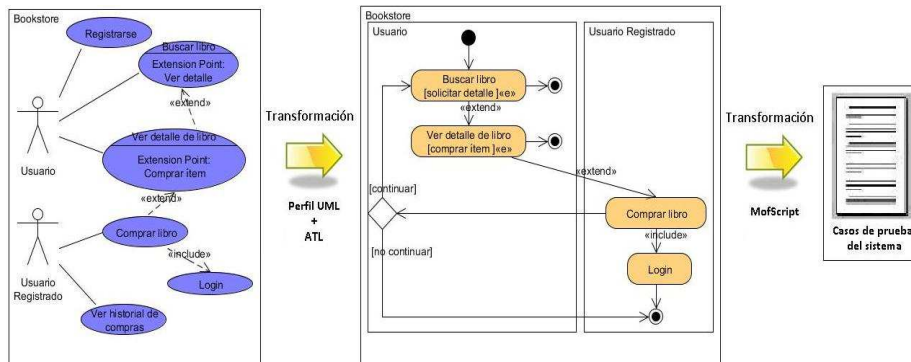 Bookstore
Registrarse
Buscar libro
Extension Point:
Ver detalle
«extend»
Ver detalle de libro
Extension Point:
Comprar item
«extend»
Usuario
Comprar libro
«include»
Login
Usuario
Registrado
Ver historial de
compras
Transformación
Perfil UML
+
ATL
Bookstore
Usuario
Usuario Registrado
Buscar libro
[solicitar detalle ]«e»
«extend»
Ver detalle de libro
[comprar item ]«e»
«extend»
[continuar]
Comprar libro
«include»
[no continuar]
Login
Transformación
MofScript
Casos de prueba
del sistema